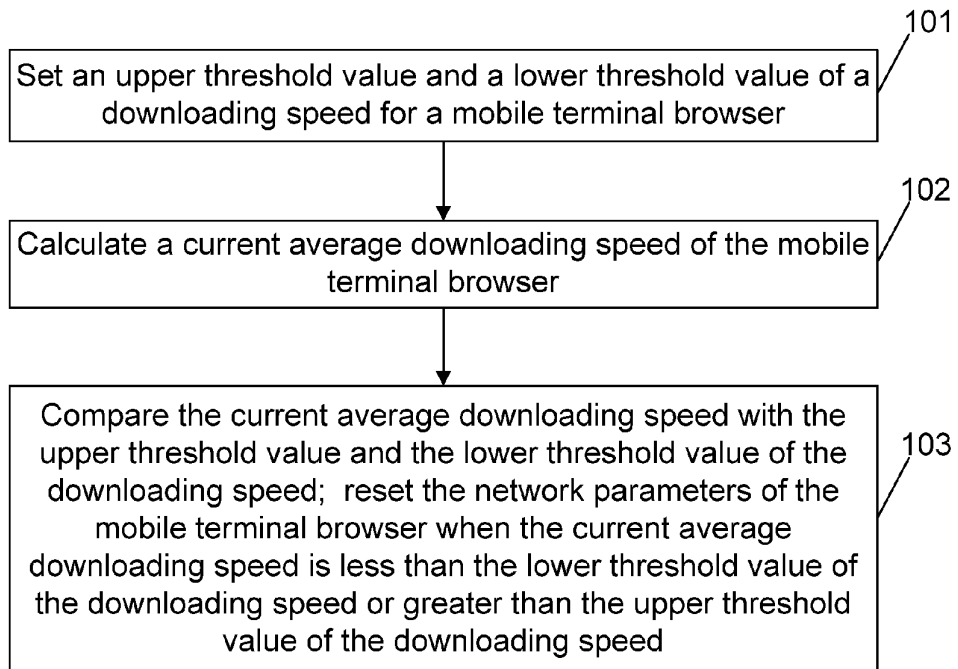 101
Set an upper threshold value and a lower threshold value of a
downloading speed for a mobile terminal browser
102
Calculate a current average downloading speed of the mobile
terminal browser
103
Compare the current average downloading speed with the
upper threshold value and the lower threshold value of the
downloading speed;  reset the network parameters of the
mobile terminal browser when the current average
downloading speed is less than the lower threshold value of
the downloading speed or greater than the upper threshold
value of the downloading speed